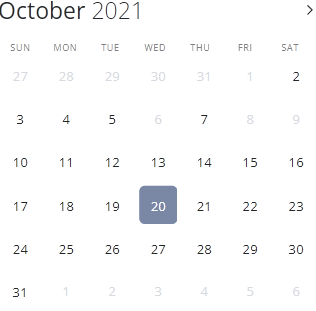 October 2021
SUN MON TUE WED THU FRI SAT
27 28 29 30 31 1 2
3 4 5 6 7 8 9
10 11 12 13 14 15 16
17 18 19 20 21 22 23
24 25 26 27 28 29 30
31 1 2 3 4 5 6